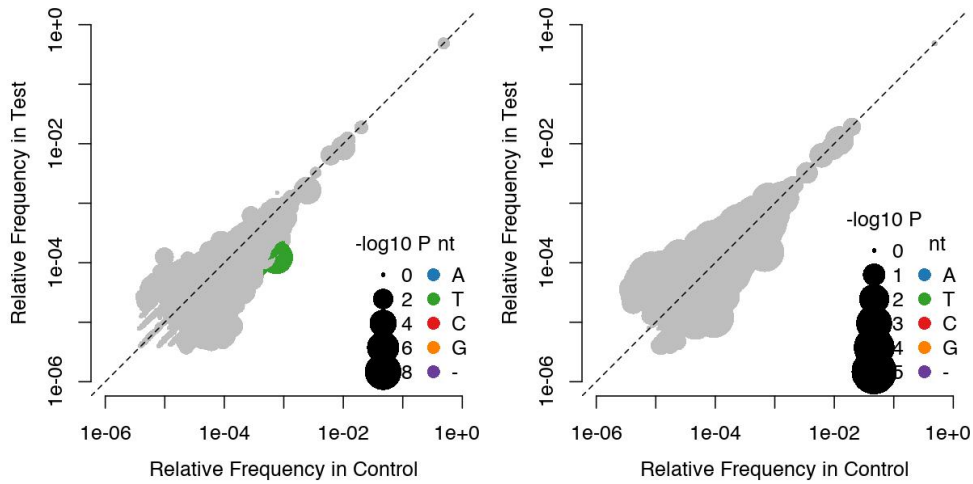 Relative Frequency in Test
1e+0
1e-02
1e-04
1e-06
-log10 P nt
0 A
2 T
4 C
6 G
8 -
1e-06 1e-04 1e-02 1e+0
Relative Frequency in Control
Relative Frequency in Test
1e+0
1e-02
1e-04
1e-06
-log10 P
nt
0
1 A
2 T
3 C
4 G
5 -
1e-06 1e-04 1e-02 1e+0
Relative Frequency in Control